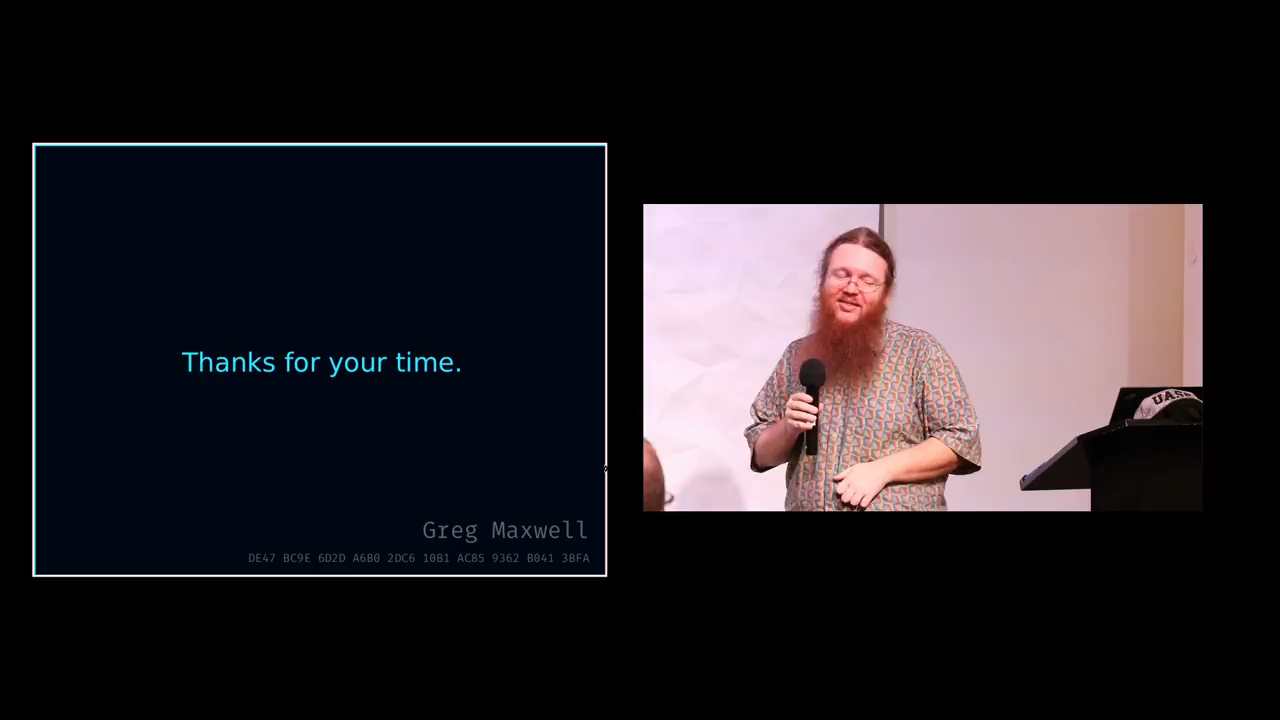 Thanks for your time.
Greg Maxwell
DE47 BC9E 6D2D A6B0 2DC6 10B1 AC85 9362 B041 3BFA